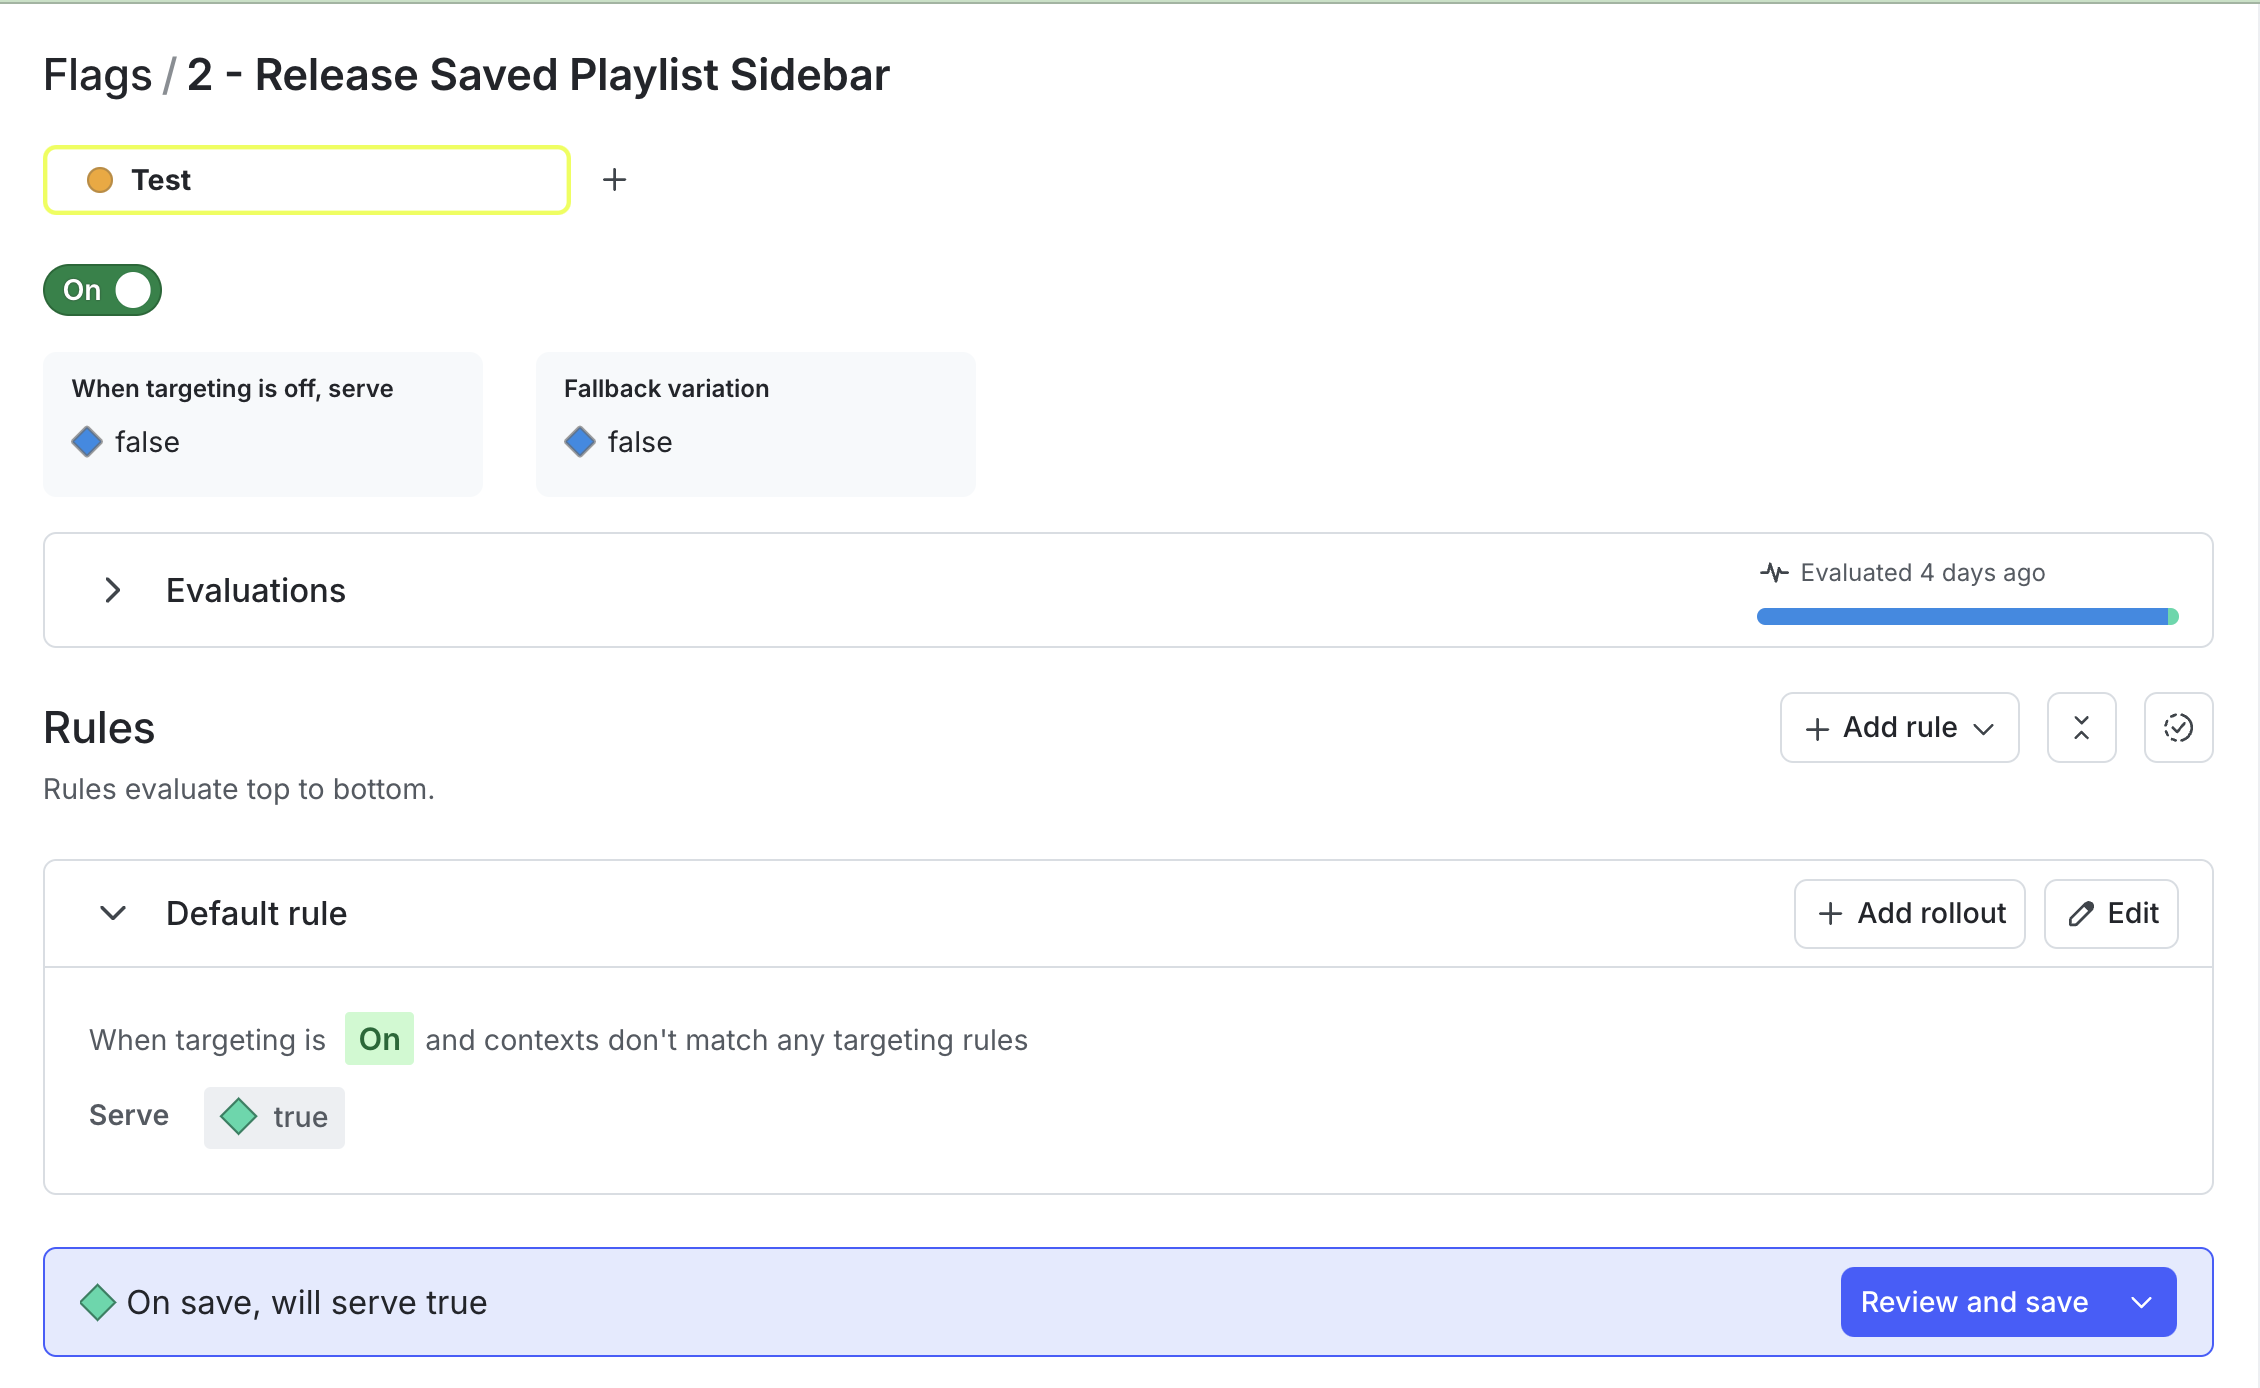 Flags / 2 - Release Saved Playlist Sidebar
Test
On
When targeting is off, serve
false
Fallback variation
false
Evaluations
Evaluated 4 days ago
Rules
Add rule
Rules evaluate top to bottom.
Default rule
Add rollout
Edit
When targeting is On and contexts don't match any targeting rules
Serve true
On save, will serve true
Review and save